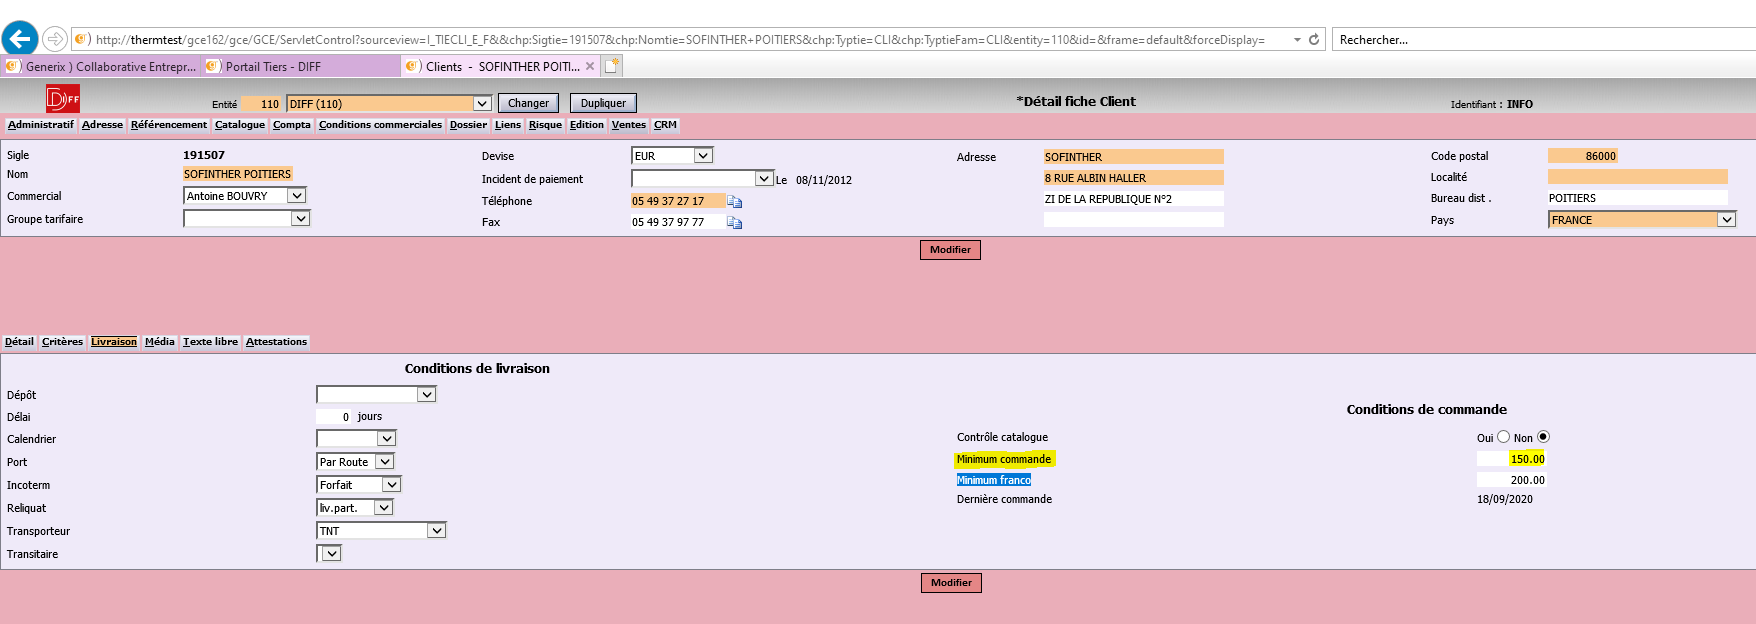 http://thermtest/gce162/gce/GCE/ServletControl?sourceview=I_TIECLI_E_F&&chp:Sigtie=191507&chp:Nomtie=SOFINTHER+POITIERS&chp:Typtie=CLI&chp:TyptieFam=CLI&entity=110&id=&frame=default&forceDisplay= Rechercher...
Generix ) Collaborative Entrepr... Portail Tiers - DIFF Clients - SOFINTHER POITI...
DIFF Entité 110 DIFF (110) Changer Dupliquer *Détail fiche Client Identifiant : INFO
Administratif Adresse Référencement Catalogue Compta Conditions commerciales Dossier Liens Risque Edition Ventes CRM
Sigle 191507 Devise EUR Adresse SOFINTHER Code postal 86000
Nom SOFINTHER POITIERS Incident de paiement Le 08/11/2012 8 RUE ALBIN HALLER Localité
Commercial Antoine BOUVRY Téléphone 05 49 37 27 17 ZI DE LA REPUBLIQUE N°2 Bureau dist . POITIERS
Groupe tarifaire Fax 05 49 37 97 77 Pays FRANCE
Modifier
Détail Critères Livraison Média Texte libre Attestations
Conditions de livraison
Dépôt
Délai 0 jours
Calendrier
Port Par Route
Incoterm Forfait
Reliquat liv.part.
Transporteur TNT
Transitaire
Conditions de commande
Contrôle catalogue Oui Non
Minimum commande 150.00
Minimum franco 200.00
Dernière commande 18/09/2020
Modifier